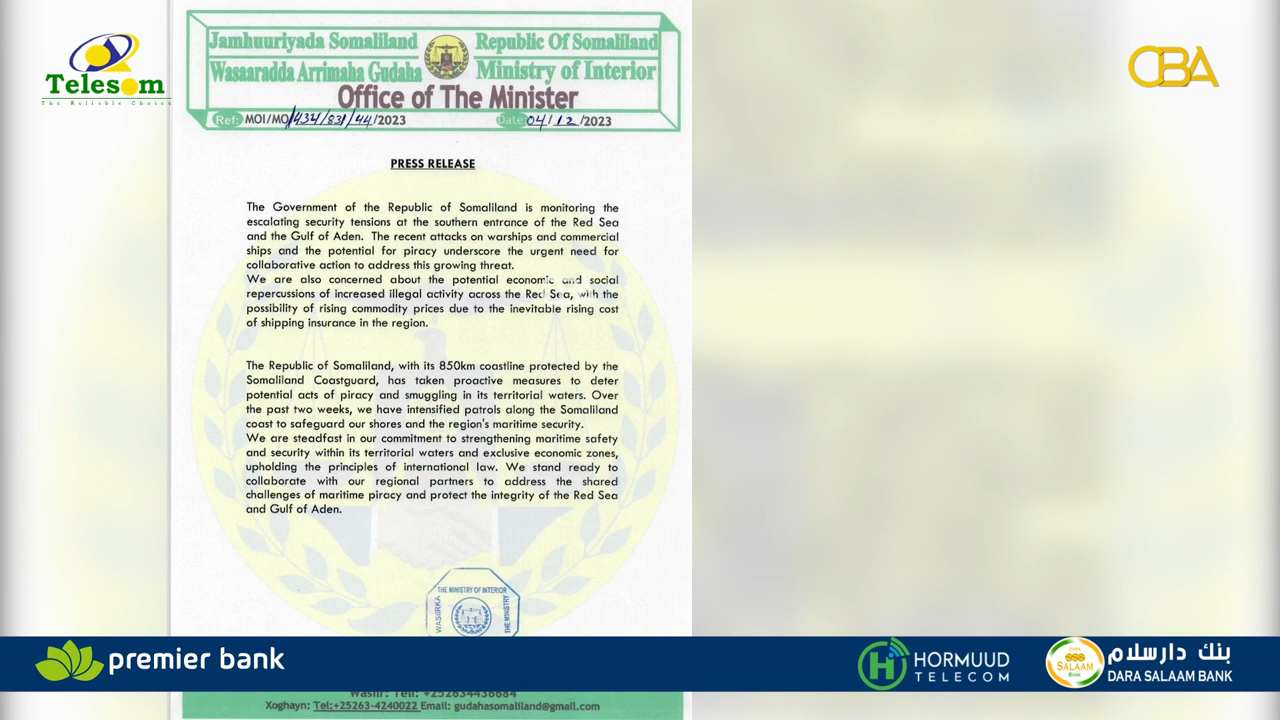 Telesom
The Reliable Choice
CBA
Jamhuuriyada Somaliland
Republic Of Somaliland
Wasaaradda Arrimaha Gudaha
Ministry of Interior
Office of The Minister
Ref: MOI/MO/434/831/44/2023
Date: 04/12/2023
PRESS RELEASE
The Government of the Republic of Somaliland is monitoring the
escalating security tensions at the southern entrance of the Red Sea
and the Gulf of Aden. The recent attacks on warships and commercial
ships and the potential for piracy underscore the urgent need for
collaborative action to address this growing threat.
We are also concerned about the potential economic and social
repercussions of increased illegal activity across the Red Sea, with the
possibility of rising commodity prices due to the inevitable rising cost
of shipping insurance in the region.
The Republic of Somaliland, with its 850km coastline protected by the
Somaliland Coastguard, has taken proactive measures to deter
potential acts of piracy and smuggling in its territorial waters. Over
the past two weeks, we have intensified patrols along the Somaliland
coast to safeguard our shores and the region's maritime security.
We are steadfast in our commitment to strengthening maritime safety
and security within its territorial waters and exclusive economic zones,
upholding the principles of international law. We stand ready to
collaborate with our regional partners to address the shared
challenges of maritime piracy and protect the integrity of the Red Sea
and Gulf of Aden.
THE MINISTRY OF INTERIOR
WASIIRKA
THE MINISTRY
premier bank
HORMUUD
TELECOM
DARA
SALAAM
BANK
بنك دارسلام
DARA SALAAM BANK
Wasiir: Tell: +252634436684
Xoghayn: Tel:+25263-4240022 Email: gudahasomaliland@gmail.com